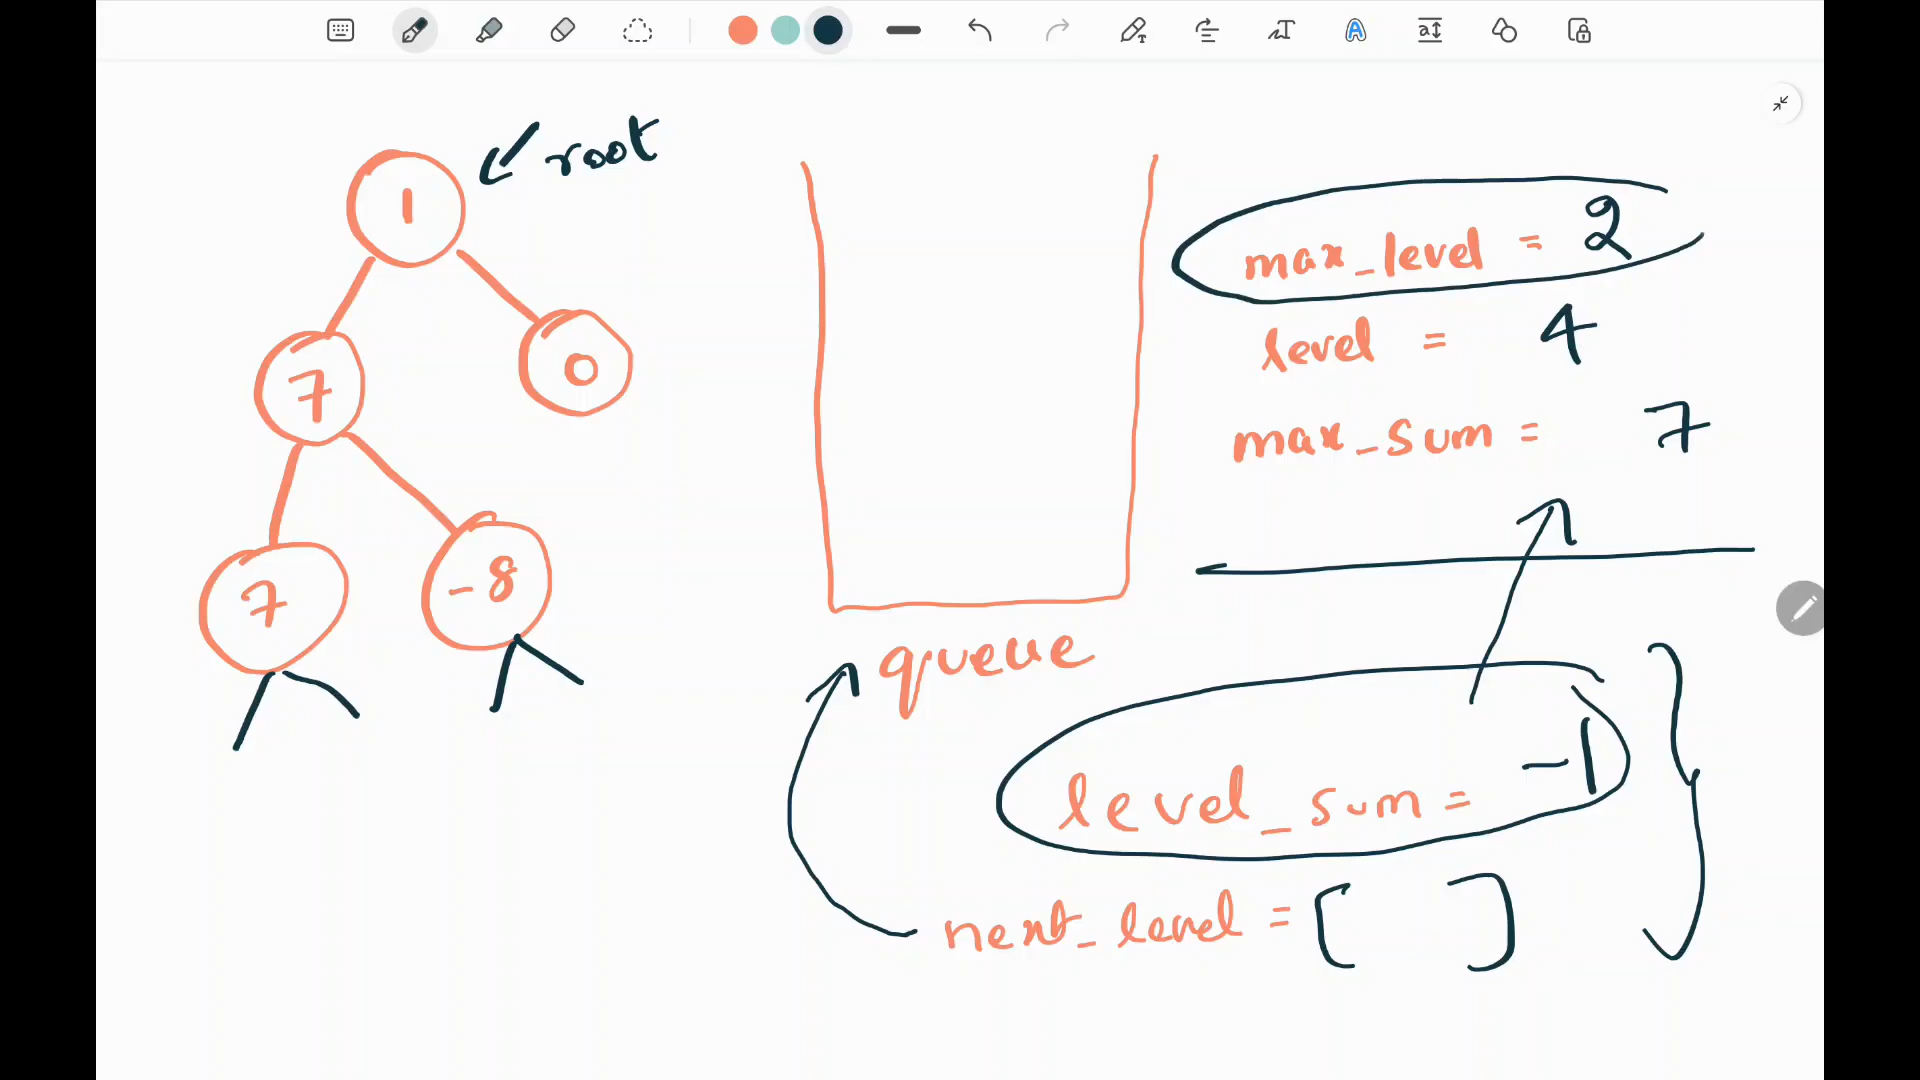 root
1
7
0
7
-8
queue
max_level = 2
level = 4
max_sum = 7
level_sum = -1
next_level = [ ]